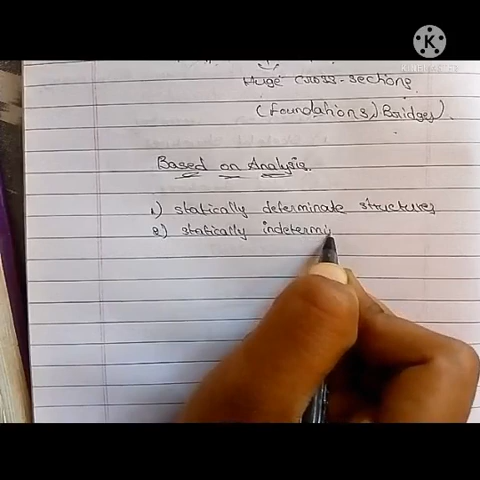 Huge Cross-sections
(Foundations, Bridges).
Based on Analysis.
1) statically determinate structures
2) statically indetermi
K